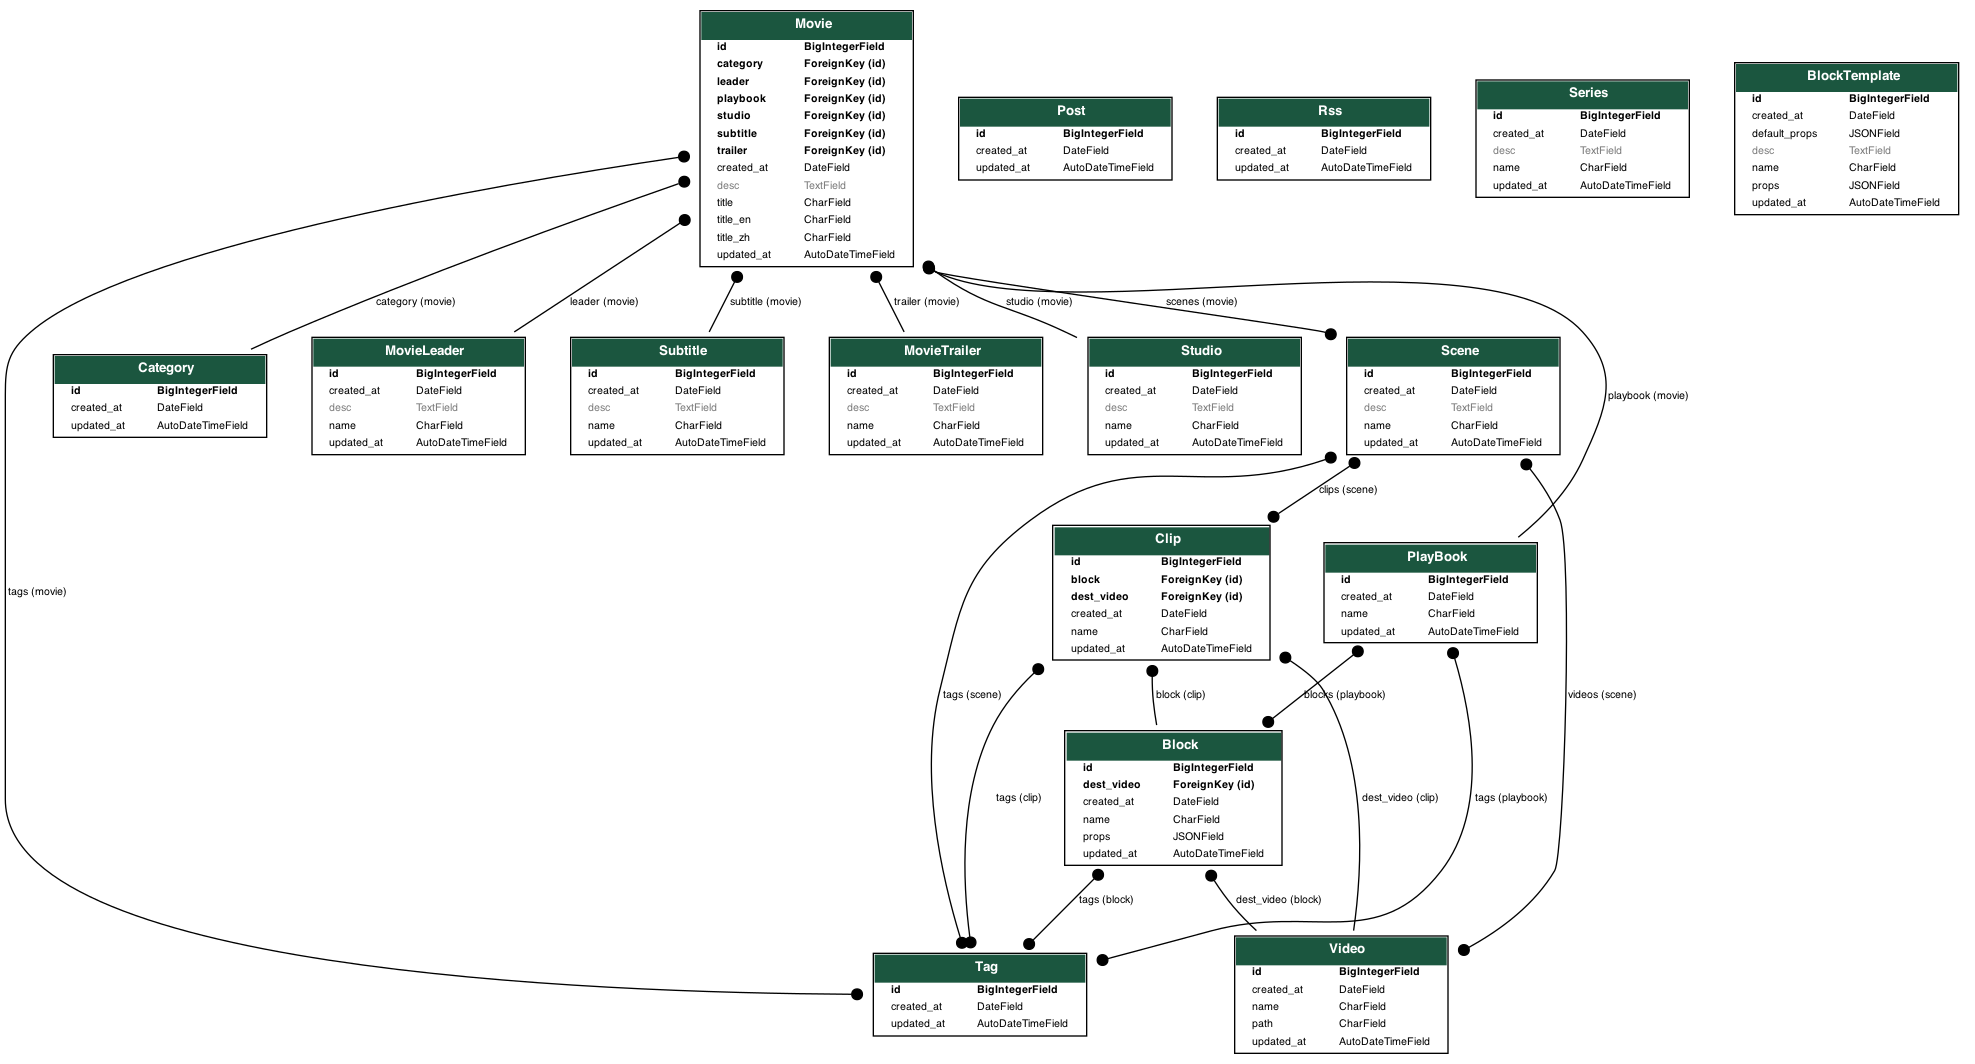 Movie
id BigIntegerField
category ForeignKey (id)
leader ForeignKey (id)
playbook ForeignKey (id)
studio ForeignKey (id)
subtitle ForeignKey (id)
trailer ForeignKey (id)
created_at DateField
desc TextField
title CharField
title_en CharField
title_zh CharField
updated_at AutoDateTimeField
Post
id BigIntegerField
created_at DateField
updated_at AutoDateTimeField
Rss
id BigIntegerField
created_at DateField
updated_at AutoDateTimeField
Series
id BigIntegerField
created_at DateField
desc TextField
name CharField
updated_at AutoDateTimeField
BlockTemplate
id BigIntegerField
created_at DateField
default_props JSONField
desc TextField
name CharField
props JSONField
updated_at AutoDateTimeField
category (movie)
leader (movie)
subtitle (movie)
trailer (movie)
studio (movie)
scenes (movie)
playbook (movie)
Category
id BigIntegerField
created_at DateField
updated_at AutoDateTimeField
MovieLeader
id BigIntegerField
created_at DateField
desc TextField
name CharField
updated_at AutoDateTimeField
Subtitle
id BigIntegerField
created_at DateField
desc TextField
name CharField
updated_at AutoDateTimeField
MovieTrailer
id BigIntegerField
created_at DateField
desc TextField
name CharField
updated_at AutoDateTimeField
Studio
id BigIntegerField
created_at DateField
desc TextField
name CharField
updated_at AutoDateTimeField
Scene
id BigIntegerField
created_at DateField
desc TextField
name CharField
updated_at AutoDateTimeField
clips (scene)
Clip
id BigIntegerField
block ForeignKey (id)
dest_video ForeignKey (id)
created_at DateField
name CharField
updated_at AutoDateTimeField
PlayBook
id BigIntegerField
created_at DateField
name CharField
updated_at AutoDateTimeField
tags (movie)
tags (scene)
block (clip)
blocks (playbook)
videos (scene)
Block
id BigIntegerField
dest_video ForeignKey (id)
created_at DateField
name CharField
props JSONField
updated_at AutoDateTimeField
tags (clip)
dest_video (clip)
tags (playbook)
tags (block)
dest_video (block)
Tag
id BigIntegerField
created_at DateField
updated_at AutoDateTimeField
Video
id BigIntegerField
created_at DateField
name CharField
path CharField
updated_at AutoDateTimeField